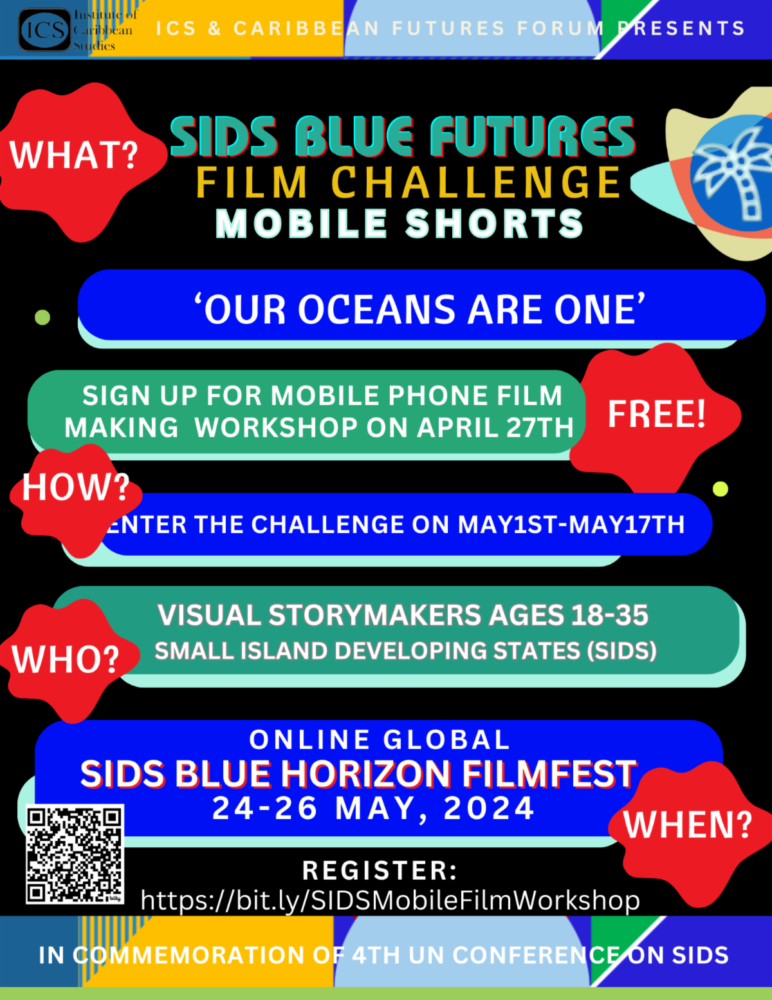 ICS
Institute of
Caribbean
Studies
ICS & CARIBBEAN FUTURES FORUM PRESENTS
WHAT?
SIDS BLUE FUTURES
FILM CHALLENGE
MOBILE SHORTS
‘OUR OCEANS ARE ONE’
SIGN UP FOR MOBILE PHONE FILM
MAKING WORKSHOP ON APRIL 27TH
FREE!
HOW?
ENTER THE CHALLENGE ON MAY1ST-MAY17TH
WHO?
VISUAL STORYMAKERS AGES 18-35
SMALL ISLAND DEVELOPING STATES (SIDS)
ONLINE GLOBAL
SIDS BLUE HORIZON FILMFEST
24-26 MAY, 2024
WHEN?
bitly
REGISTER:
https://bit.ly/SIDSMobileFilmWorkshop
IN COMMEMORATION OF 4TH UN CONFERENCE ON SIDS